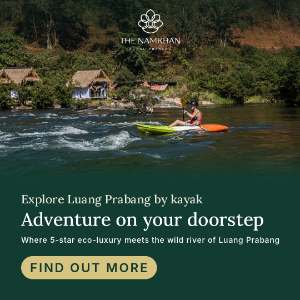 THE NAMKHAN
Explore Luang Prabang by kayak
Adventure on your doorstep
Where 5-star eco-luxury meets the wild river of Luang Prabang
FIND OUT MORE